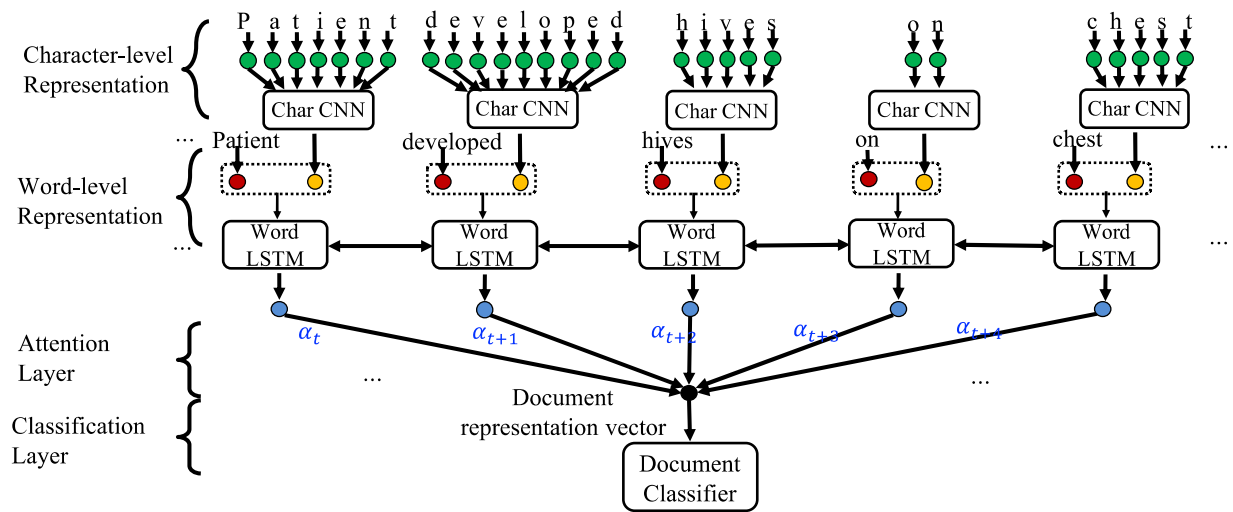 P a t i e n t d e v e l o p e d h i v e s o n c h e s t
Character-level
Representation
Char CNN Char CNN Char CNN Char CNN Char CNN
... Patient developed hives on chest ...
Word-level
Representation
Word
LSTM
Word
LSTM
Word
LSTM
Word
LSTM
Word
LSTM
... ...
α_t α_{t+1} α_{t+2} α_{t+3} α_{t+4}
Attention
Layer
... ...
Document
representation vector
Classification
Layer
Document
Classifier